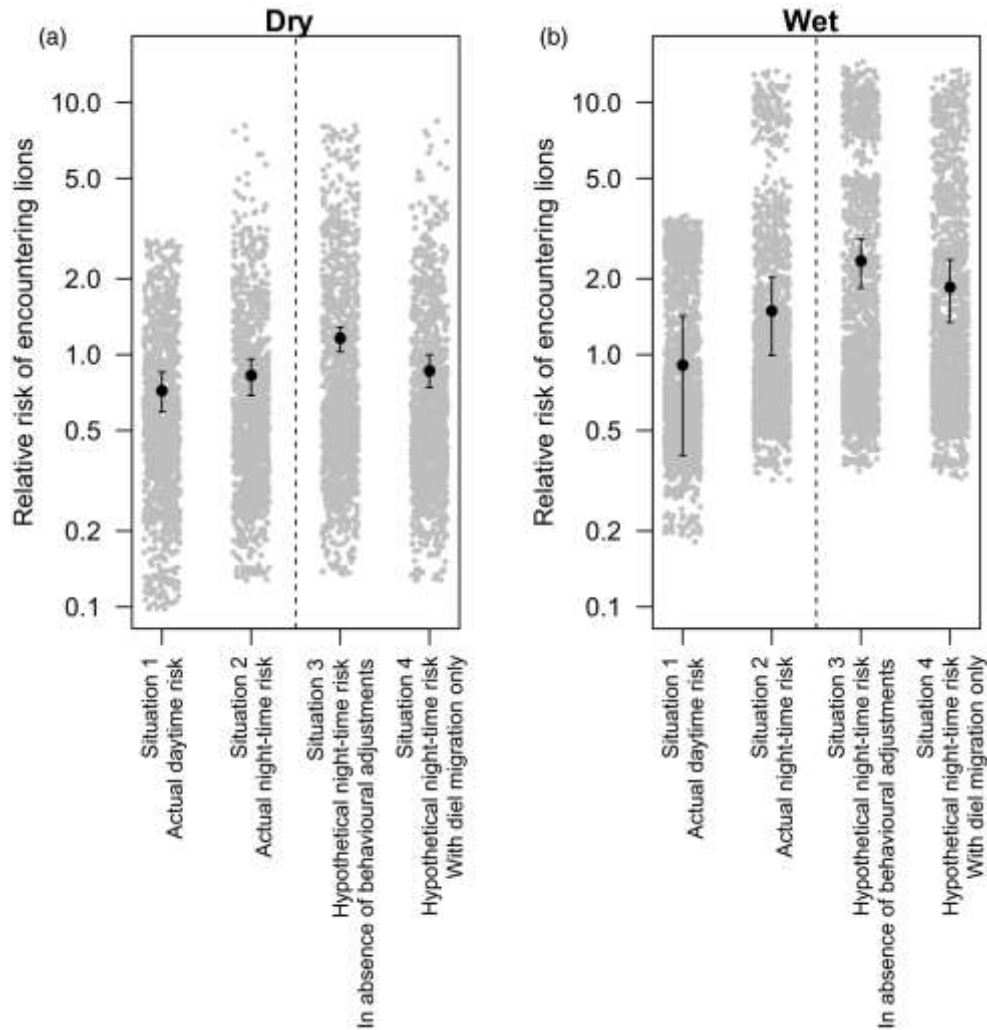 (a)
Dry
Relative risk of encountering lions
10.0
5.0
2.0
1.0
0.5
0.2
0.1
Situation 1
Actual daytime risk
Situation 2
Actual night-time risk
Situation 3
Hypothetical night-time risk
In absence of behavioural adjustments
Situation 4
Hypothetical night-time risk
With diel migration only
(b)
Wet
Relative risk of encountering lions
10.0
5.0
2.0
1.0
0.5
0.2
0.1
Situation 1
Actual daytime risk
Situation 2
Actual night-time risk
Situation 3
Hypothetical night-time risk
In absence of behavioural adjustments
Situation 4
Hypothetical night-time risk
With diel migration only